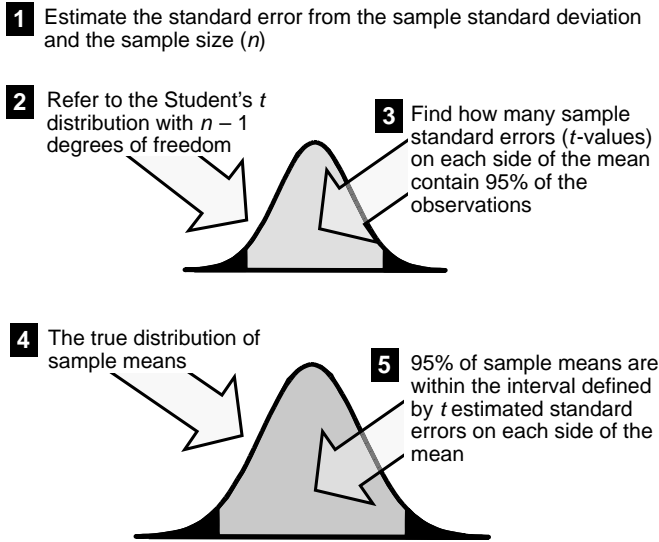 1 Estimate the standard error from the sample standard deviation
and the sample size (n)
2 Refer to the Student's t
distribution with n – 1
degrees of freedom
3 Find how many sample
standard errors (t-values)
on each side of the mean
contain 95% of the
observations
4 The true distribution of
sample means
5 95% of sample means are
within the interval defined
by t estimated standard
errors on each side of the
mean